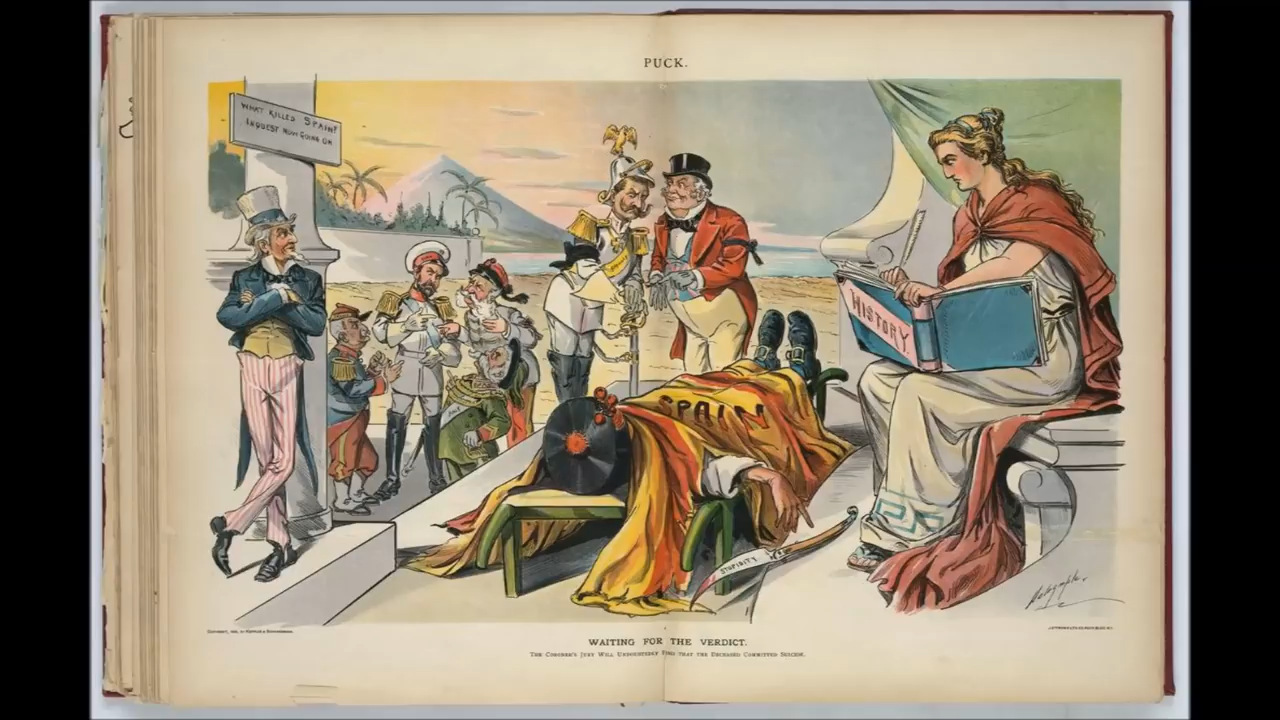 PUCK.
WHAT KILLED SPAIN?
INQUEST NOW GOING ON
HISTORY.
SPAIN
STUPIDITY
WAITING FOR THE VERDICT.
THE CORONER'S JURY WILL UNDOUBTEDLY FIND THAT THE DECEASED COMMITTED SUICIDE.